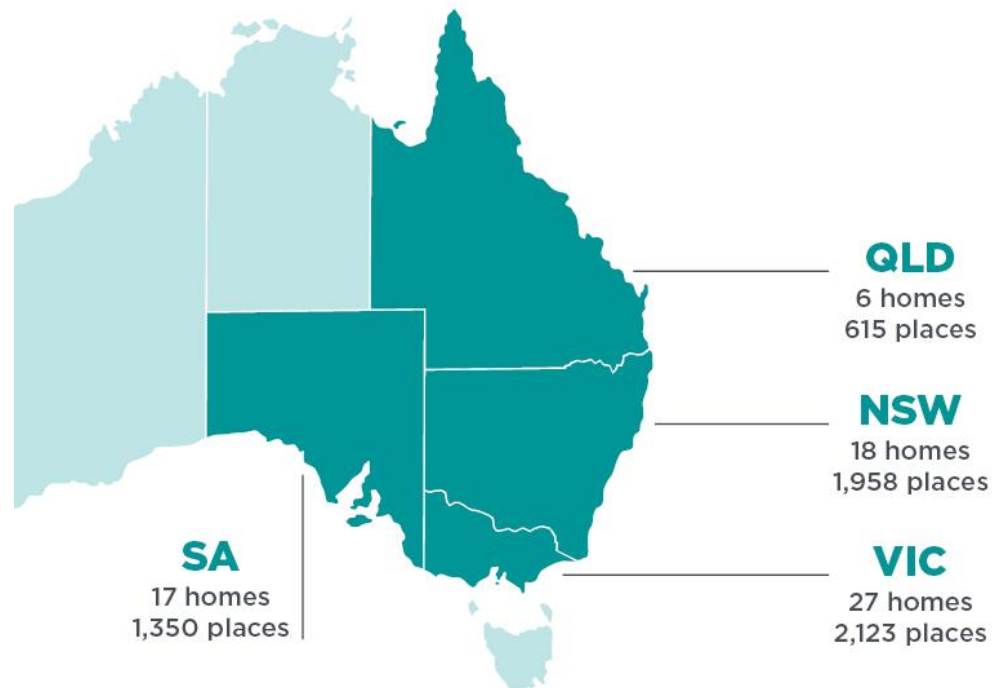 QLD
6 homes
615 places
NSW
18 homes
1,958 places
SA
17 homes
1,350 places
VIC
27 homes
2,123 places